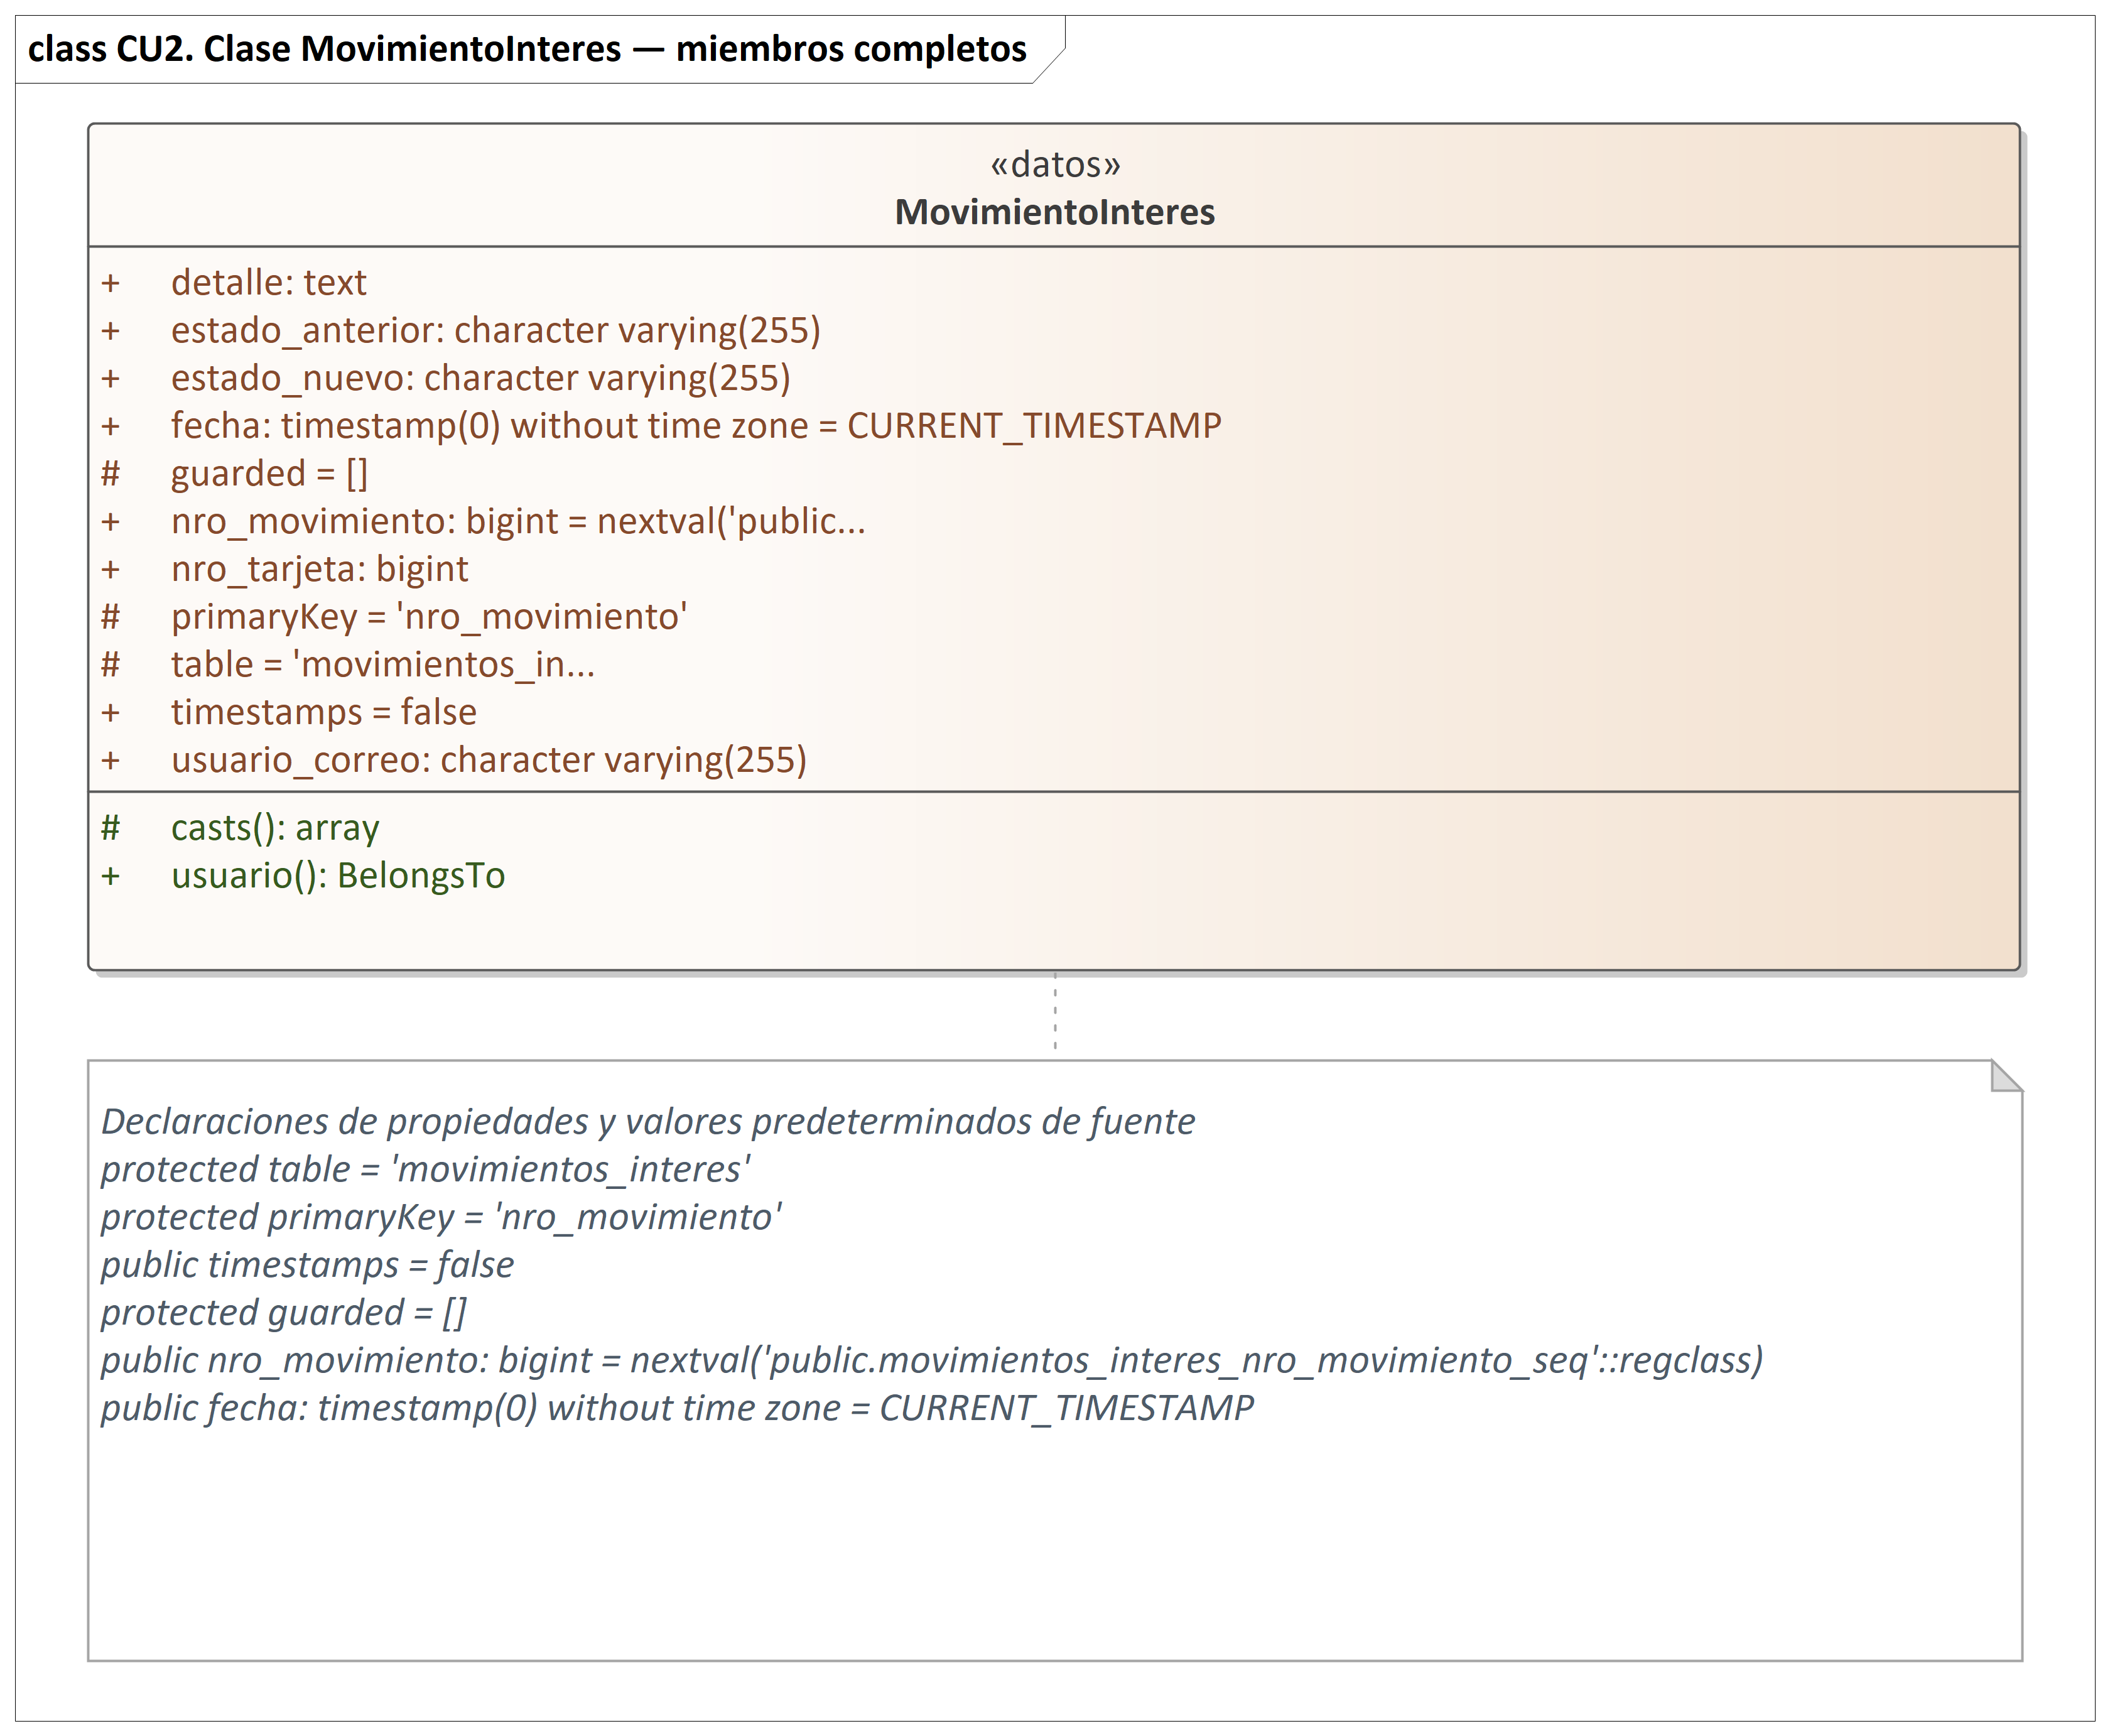 class CU2. Clase MovimientoInteres — miembros completos
«datos»
MovimientoInteres
+ detalle: text
+ estado_anterior: character varying(255)
+ estado_nuevo: character varying(255)
+ fecha: timestamp(0) without time zone = CURRENT_TIMESTAMP
# guarded = []
+ nro_movimiento: bigint = nextval('public...
+ nro_tarjeta: bigint
# primaryKey = 'nro_movimiento'
# table = 'movimientos_in...
+ timestamps = false
+ usuario_correo: character varying(255)
# casts(): array
+ usuario(): BelongsTo
Declaraciones de propiedades y valores predeterminados de fuente
protected table = 'movimientos_interes'
protected primaryKey = 'nro_movimiento'
public timestamps = false
protected guarded = []
public nro_movimiento: bigint = nextval('public.movimientos_interes_nro_movimiento_seq'::regclass)
public fecha: timestamp(0) without time zone = CURRENT_TIMESTAMP